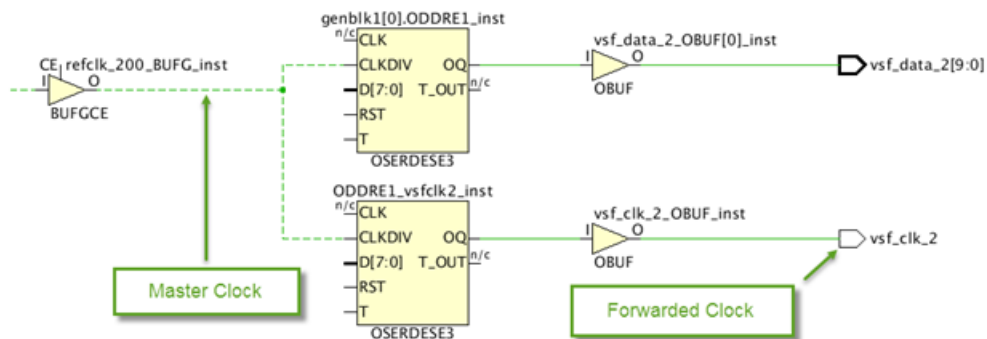 genblk1[0].ODDRE1_inst
n/c
CLK
CLKDIV
D[7:0]
RST
T
OQ
T_OUT
n/c
OSERDESE3
vsf_data_2_OBUF[0]_inst
I
O
OBUF
vsf_data_2[9:0]
CE
refclk_200_BUFG_inst
I
O
BUFGCE
ODDRE1_vsfclk2_inst
n/c
CLK
CLKDIV
D[7:0]
RST
T
OQ
T_OUT
n/c
OSERDESE3
vsf_clk_2_OBUF_inst
I
O
OBUF
vsf_clk_2
Master Clock
Forwarded Clock